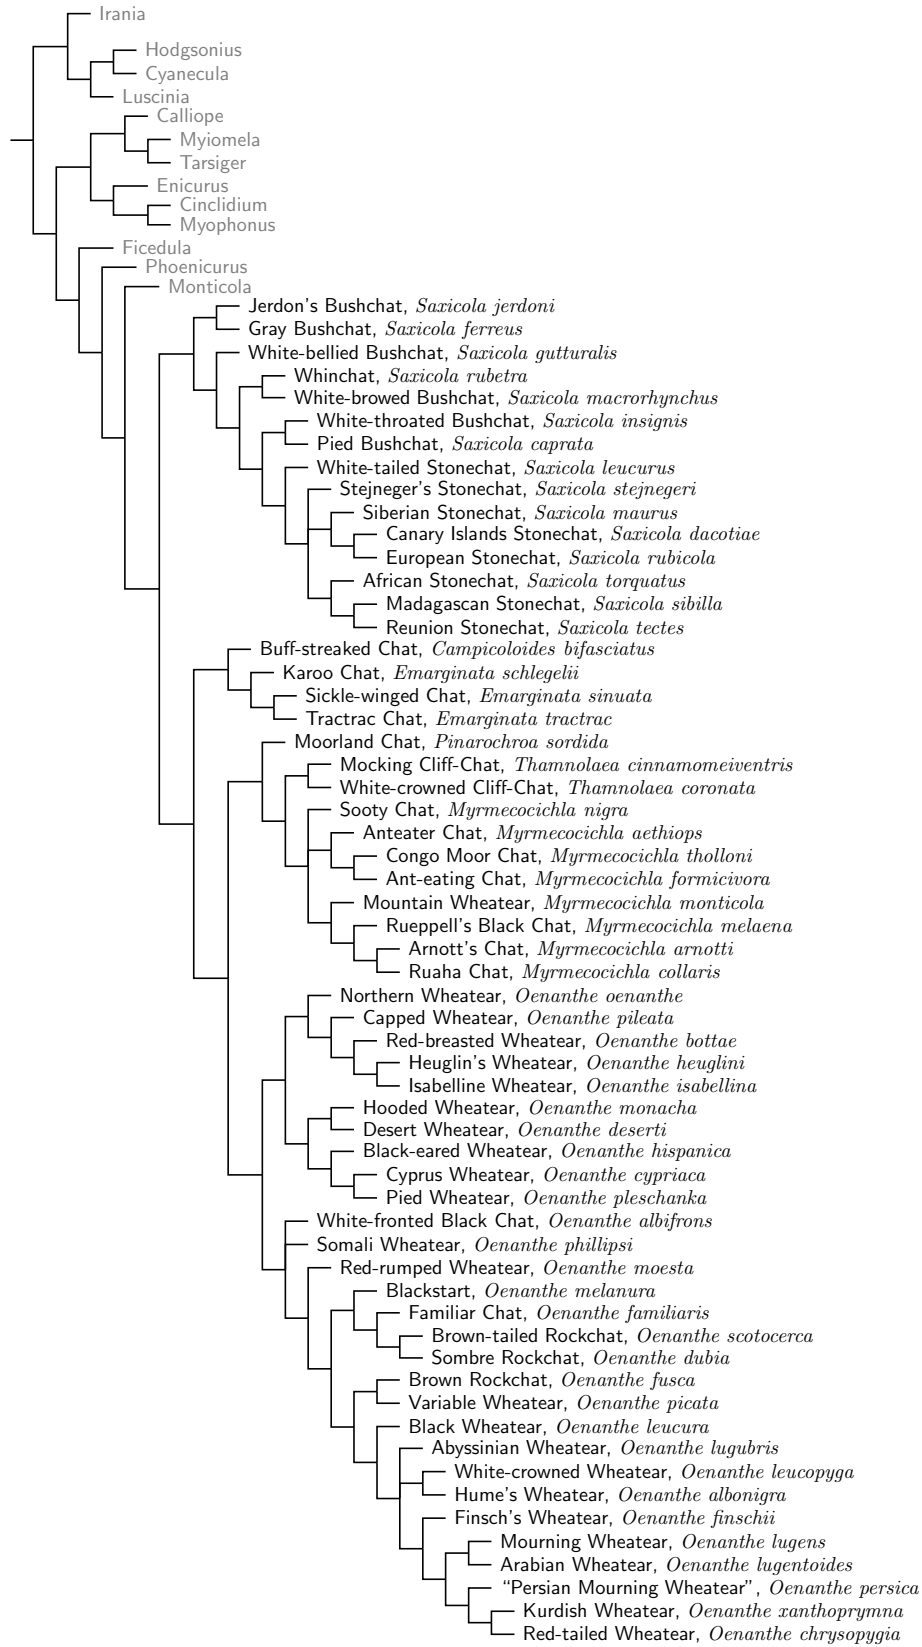 Irania
Hodgsonius
Cyanecula
Luscinia
Calliope
Myiomela
Tarsiger
Enicurus
Cinclidium
Myophonus
Ficedula
Phoenicurus
Monticola
Jerdon's Bushchat, Saxicola jerdoni
Gray Bushchat, Saxicola ferreus
White-bellied Bushchat, Saxicola gutturalis
Whinchat, Saxicola rubetra
White-browed Bushchat, Saxicola macrorhynchus
White-throated Bushchat, Saxicola insignis
Pied Bushchat, Saxicola caprata
White-tailed Stonechat, Saxicola leucurus
Stejneger's Stonechat, Saxicola stejnegeri
Siberian Stonechat, Saxicola maurus
Canary Islands Stonechat, Saxicola dacotiae
European Stonechat, Saxicola rubicola
African Stonechat, Saxicola torquatus
Madagascan Stonechat, Saxicola sibilla
Reunion Stonechat, Saxicola tectes
Buff-streaked Chat, Campicoloides bifasciatus
Karoo Chat, Emarginata schlegelii
Sickle-winged Chat, Emarginata sinuata
Tractrac Chat, Emarginata tractrac
Moorland Chat, Pinarochroa sordida
Mocking Cliff-Chat, Thamnolaea cinnamomeiventris
White-crowned Cliff-Chat, Thamnolaea coronata
Sooty Chat, Myrmecocichla nigra
Anteater Chat, Myrmecocichla aethiops
Congo Moor Chat, Myrmecocichla tholloni
Ant-eating Chat, Myrmecocichla formicivora
Mountain Wheatear, Myrmecocichla monticola
Rueppell's Black Chat, Myrmecocichla melaena
Arnott's Chat, Myrmecocichla arnotti
Ruaha Chat, Myrmecocichla collaris
Northern Wheatear, Oenanthe oenanthe
Capped Wheatear, Oenanthe pileata
Red-breasted Wheatear, Oenanthe bottae
Heuglin's Wheatear, Oenanthe heuglini
Isabelline Wheatear, Oenanthe isabellina
Hooded Wheatear, Oenanthe monacha
Desert Wheatear, Oenanthe deserti
Black-eared Wheatear, Oenanthe hispanica
Cyprus Wheatear, Oenanthe cypriaca
Pied Wheatear, Oenanthe pleschanka
White-fronted Black Chat, Oenanthe albifrons
Somali Wheatear, Oenanthe phillipsi
Red-rumped Wheatear, Oenanthe moesta
Blackstart, Oenanthe melanura
Familiar Chat, Oenanthe familiaris
Brown-tailed Rockchat, Oenanthe scotocerca
Sombre Rockchat, Oenanthe dubia
Brown Rockchat, Oenanthe fusca
Variable Wheatear, Oenanthe picata
Black Wheatear, Oenanthe leucura
Abyssinian Wheatear, Oenanthe lugubris
White-crowned Wheatear, Oenanthe leucopyga
Hume's Wheatear, Oenanthe albonigra
Finsch's Wheatear, Oenanthe finschii
Mourning Wheatear, Oenanthe lugens
Arabian Wheatear, Oenanthe lugentoides
“Persian Mourning Wheatear”, Oenanthe persica
Kurdish Wheatear, Oenanthe xanthoprymna
Red-tailed Wheatear, Oenanthe chrysopygia